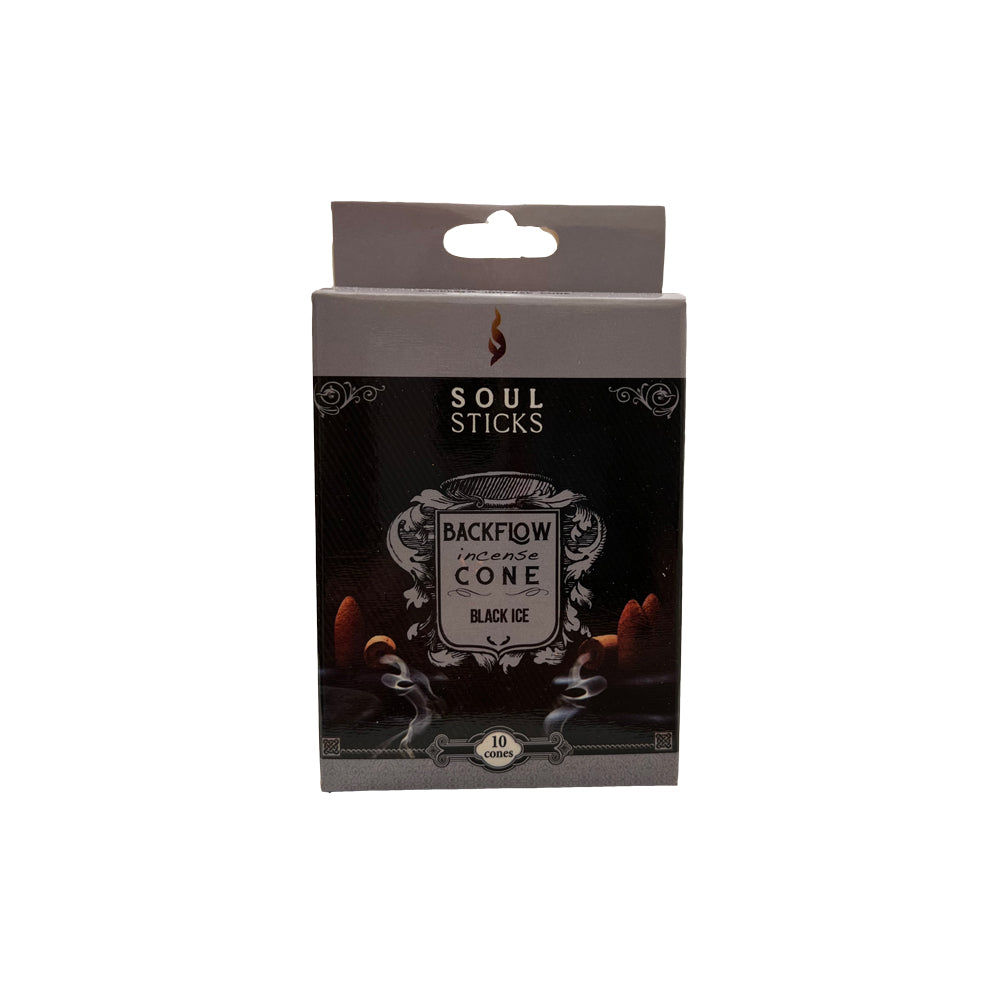 SOUL
STICKS
BACKFLOW
incense
CONE
BLACK ICE
10
cones